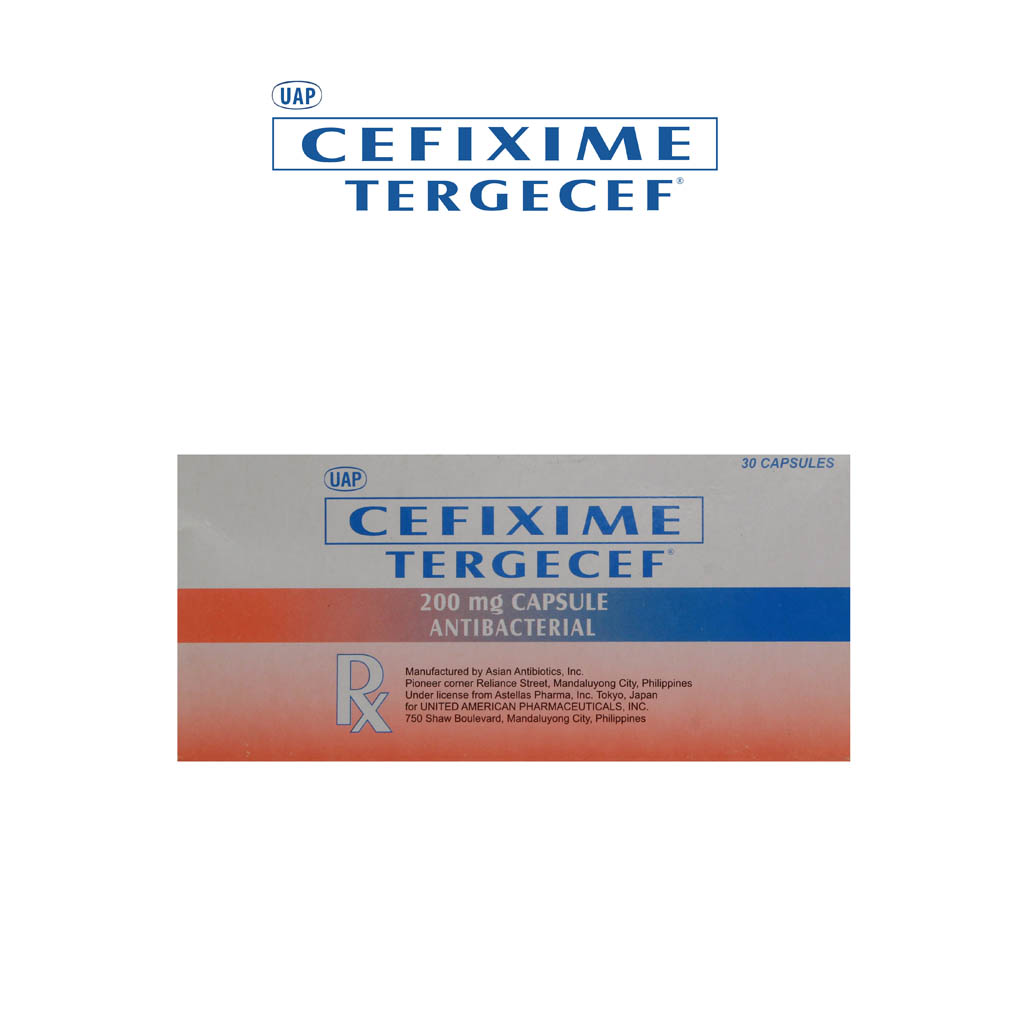 UAP
CEFIXIME
TERGECEF®
30 CAPSULES
UAP
CEFIXIME
TERGECEF®
200 mg CAPSULE
ANTIBACTERIAL
Rx
Manufactured by Asian Antibiotics, Inc.
Pioneer corner Reliance Street, Mandaluyong City, Philippines
Under license from Astellas Pharma, Inc. Tokyo, Japan
for UNITED AMERICAN PHARMACEUTICALS, INC.
750 Shaw Boulevard, Mandaluyong City, Philippines